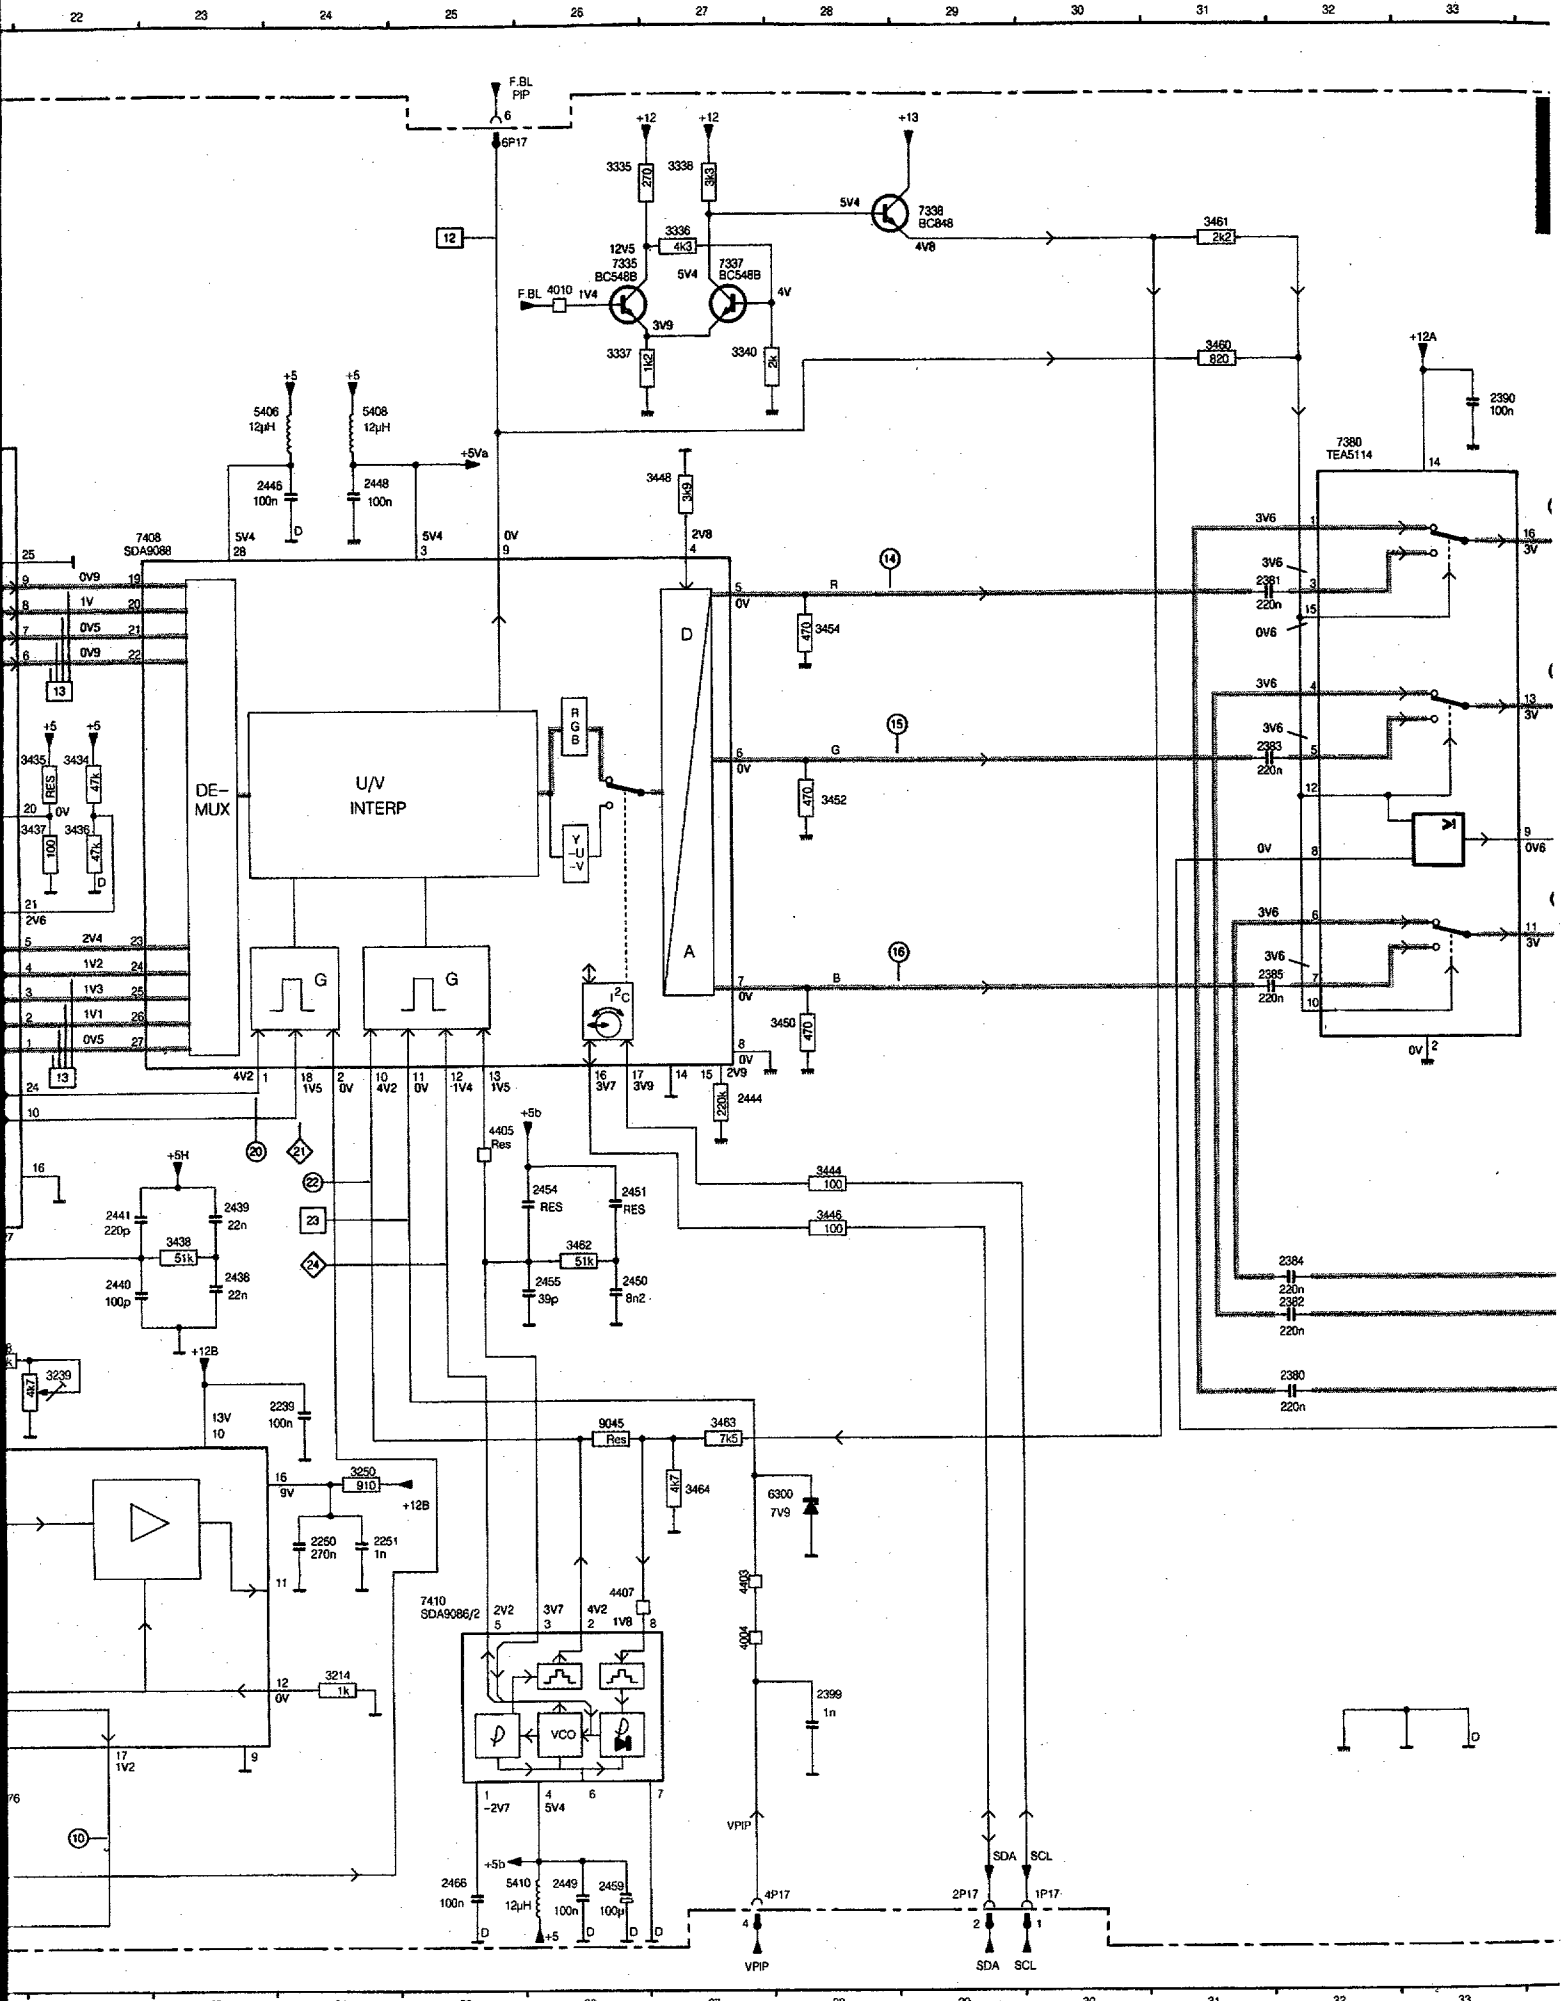 22 23 24 25 26 27 28 29 30 31 32 33
F.BL
PIP
6
6P17
+12 +12 +13
3335 270 3338 3k3
5V4
7338
BC848
4V8
3461
2k2
12
12V5
3336
4k3
7335
BC548B
5V4
7337
BC548B
F.BL 4010 1V4
4V
3V9
3337 1k2
3340 2k
3460
820
+12A
2390
100n
+5 +5
5406
12µH
5408
12µH
+5Va
7380
TEA5114
14
2446
100n
D
2448
100n
3448 3k9
7408
SDA9088
5V4
28
5V4
3
0V
9
2V8
4
3V6 1
16
3V
25
9 0V9 19
8 1V 20
7 0V5 21
6 0V9 22
13
5
0V
R
14
3V6
2381
220n
3
15
0V6
470 3454
D
3V6 4
13
3V
+5 +5
3435 RES 3434 47k
20 0V
3437 100 3436 47k
D
21
2V6
DE-
MUX
U/V
INTERP
R
G
B
Y
-U
-V
6
0V
G
15
3V6
2383
220n
5
12
470 3452
0V 8
9
0V6
5 2V4 23
4 1V2 24
3 1V3 25
2 1V1 26
1 0V5 27
13
G
G
I²C
A
7
0V
B
16
3V6 6
11
3V
3V6
2385
220n
7
10
3450 470
8
0V
0V 2
24
10
4V2 1
18
1V5
2
0V
10
4V2
11
0V
12
1V4
13
1V5
16
3V7
17
3V9
14
15 2V9
220k 2444
20
21
22
23
24
4405
Res
+5b
16
+5H
2441
220p
2439
22n
3438
51k
2440
100p
2438
22n
2454
RES
2451
RES
3462
51k
2455
39p
2450
8n2
3444
100
3446
100
2384
220n
2382
220n
2380
220n
3239
4k7
+12B
13V
10
2239
100n
9045
Res
3463
7k5
4k7 3464
6300
7V9
16
9V
3250
910
+12B
2250
270n
2251
1n
11
4403
4004
7410
SDA9086/2
2V2
5
3V7
3
4V2
2
4407
1V8 8
VCO
12
0V
3214
1k
17
1V2
9
10
2399
1n
D
1
-2V7
4
5V4
6
7
+5b
2466
100n
D
5410
12µH
+5
2449
100n
D
2459
100µ
D
D
VPIP
4P17
4
VPIP
SDA SCL
2P17 1P17
2 1
SDA SCL